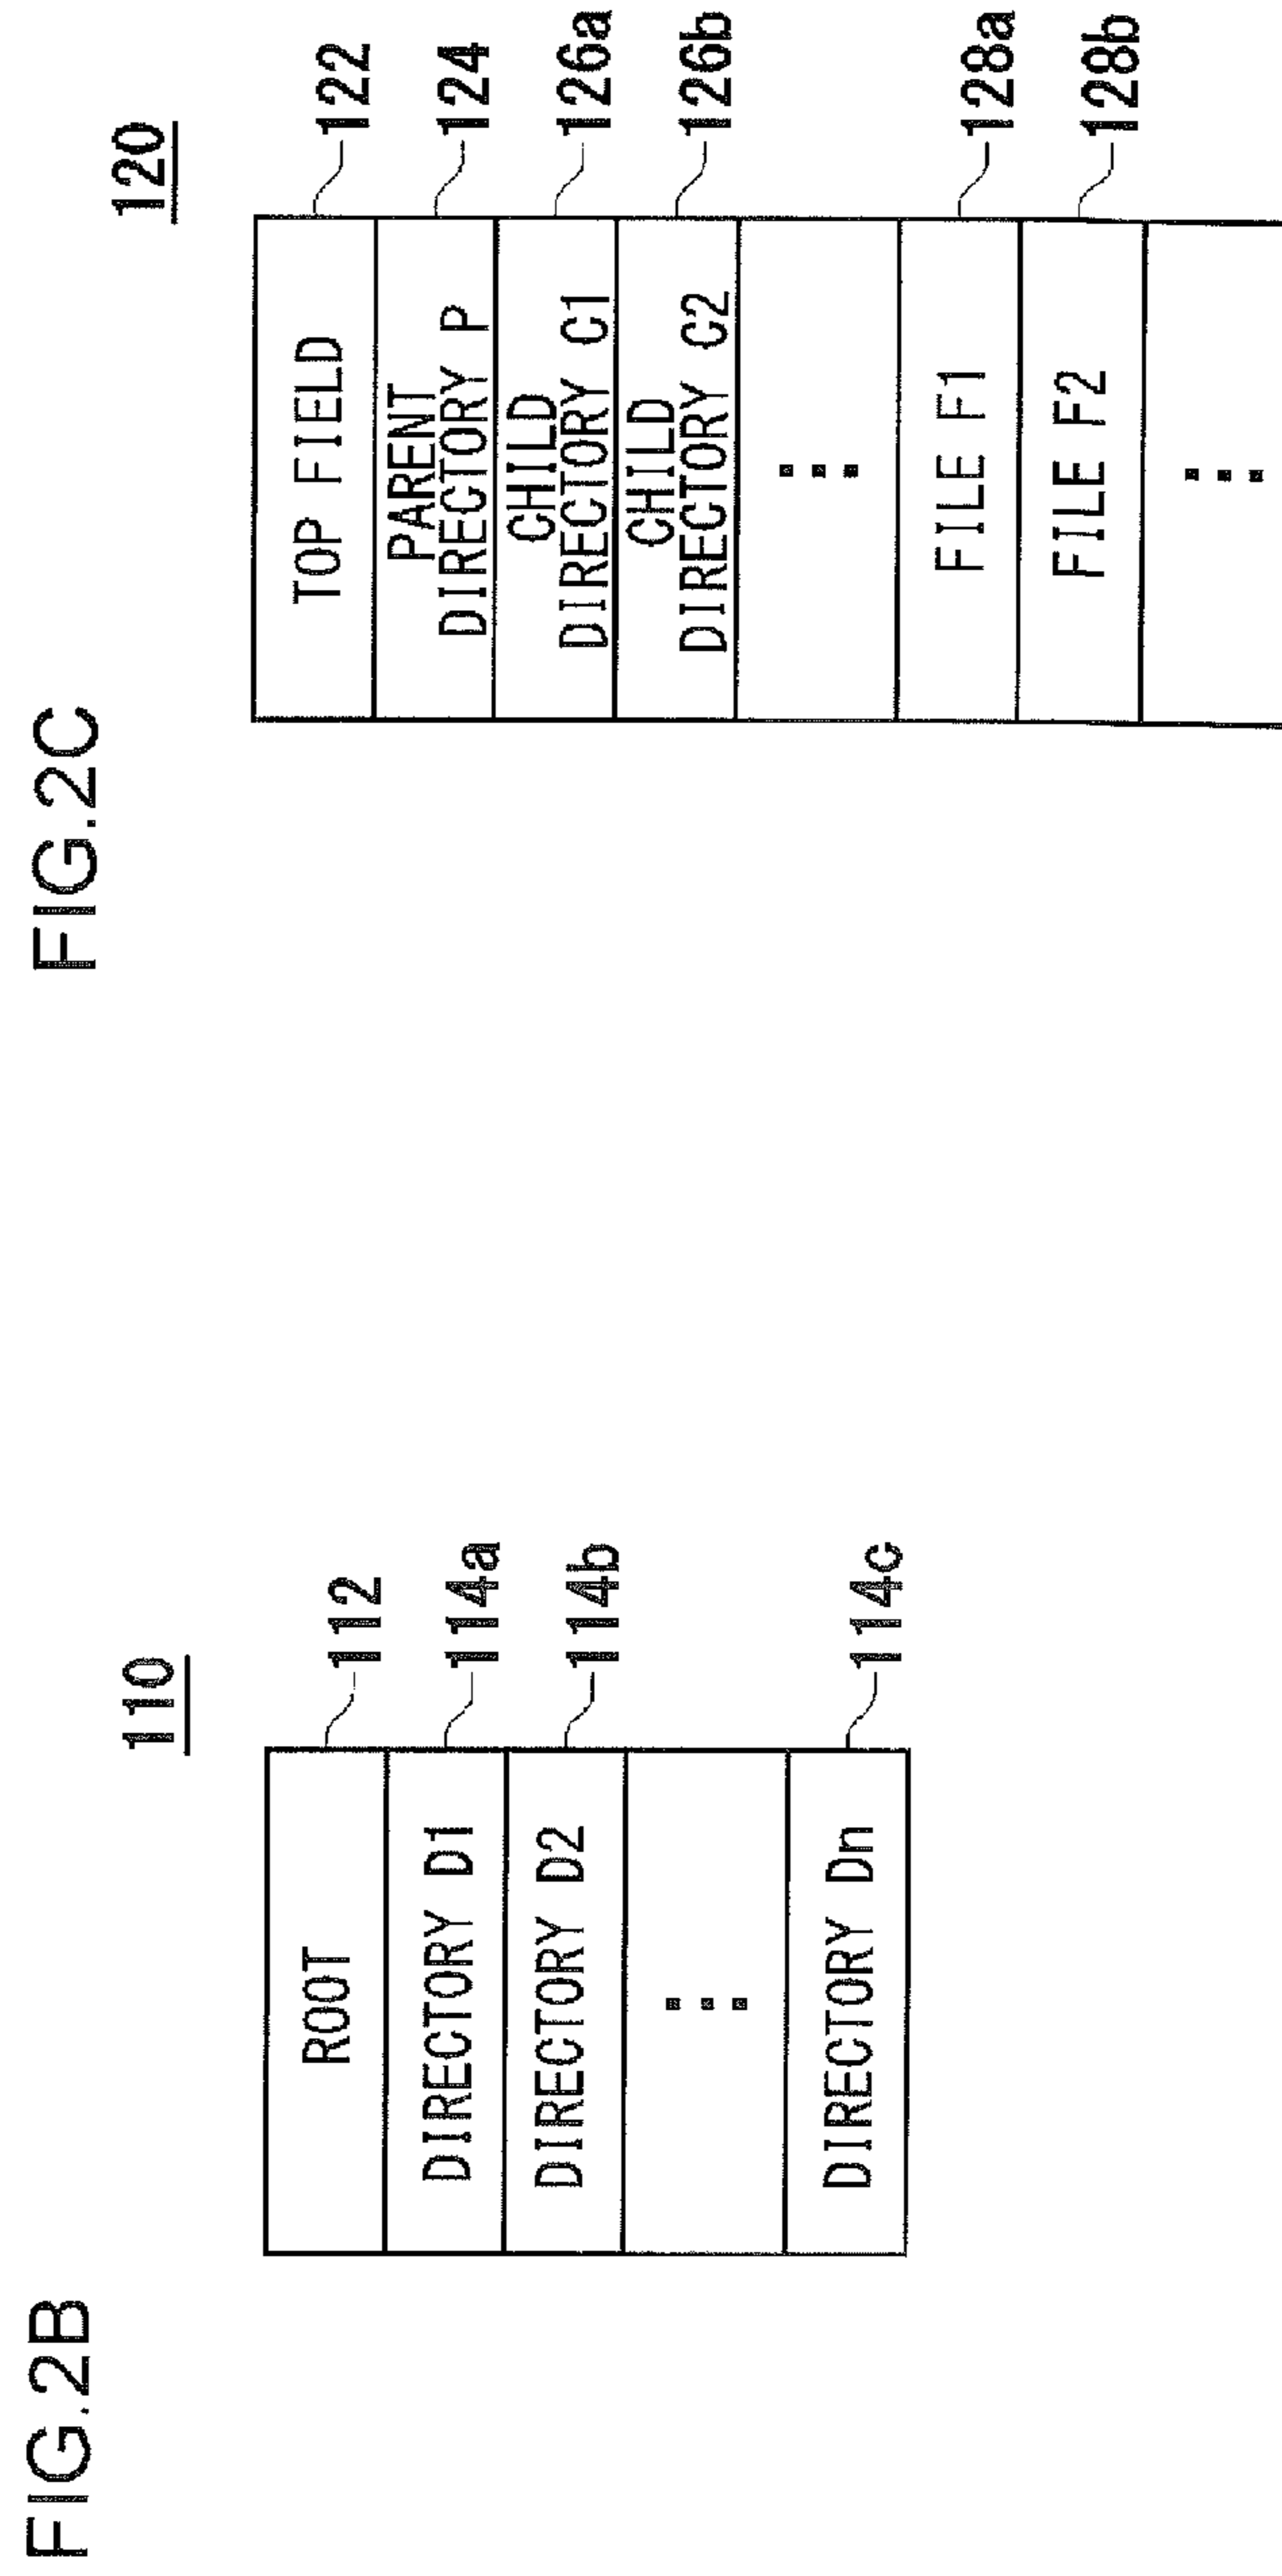 FIG.2B
110
ROOT
112
DIRECTORY D1
114a
DIRECTORY D2
114b
DIRECTORY Dn
114c
FIG.2C
120
TOP FIELD
122
PARENT
DIRECTORY P
124
CHILD
DIRECTORY C1
126a
CHILD
DIRECTORY C2
126b
FILE F1
128a
FILE F2
128b